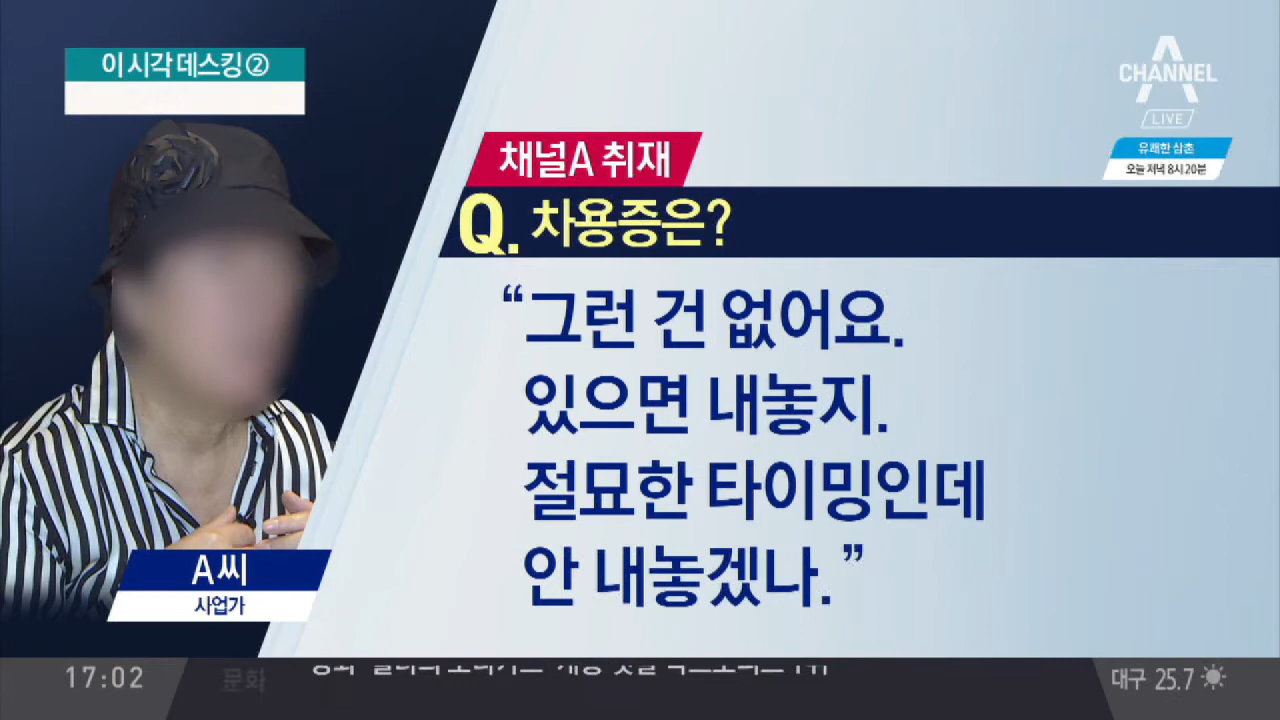 이 시각 데스킹②
CHANNEL A
LIVE
유쾌한 삼촌
오늘 저녁 8시 20분
채널A 취재
Q. 차용증은?
“그런 건 없어요.
있으면 내놓지.
절묘한 타이밍인데
안 내놓겠나.”
A씨
사업가
17:02
문화
대구 25.7